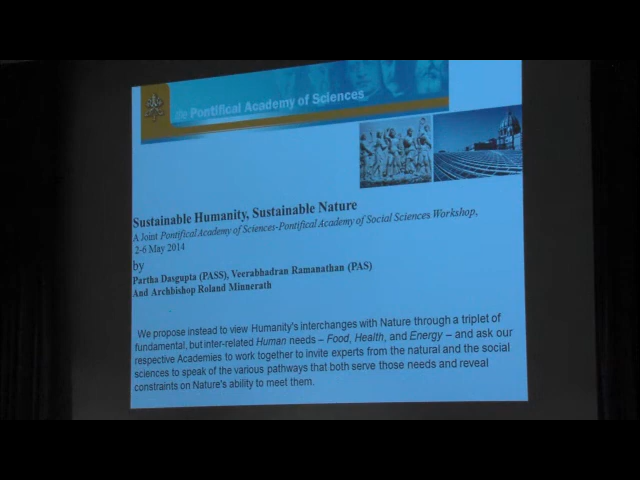 the Pontifical Academy of Sciences
Sustainable Humanity, Sustainable Nature
A Joint Pontifical Academy of Sciences-Pontifical Academy of Social Sciences Workshop,
2-6 May 2014
by
Partha Dasgupta (PASS), Veerabhadran Ramanathan (PAS)
And Archbishop Roland Minnerath
We propose instead to view Humanity's interchanges with Nature through a triplet of
fundamental, but inter-related Human needs – Food, Health, and Energy – and ask our
respective Academies to work together to invite experts from the natural and the social
sciences to speak of the various pathways that both serve those needs and reveal
constraints on Nature's ability to meet them.